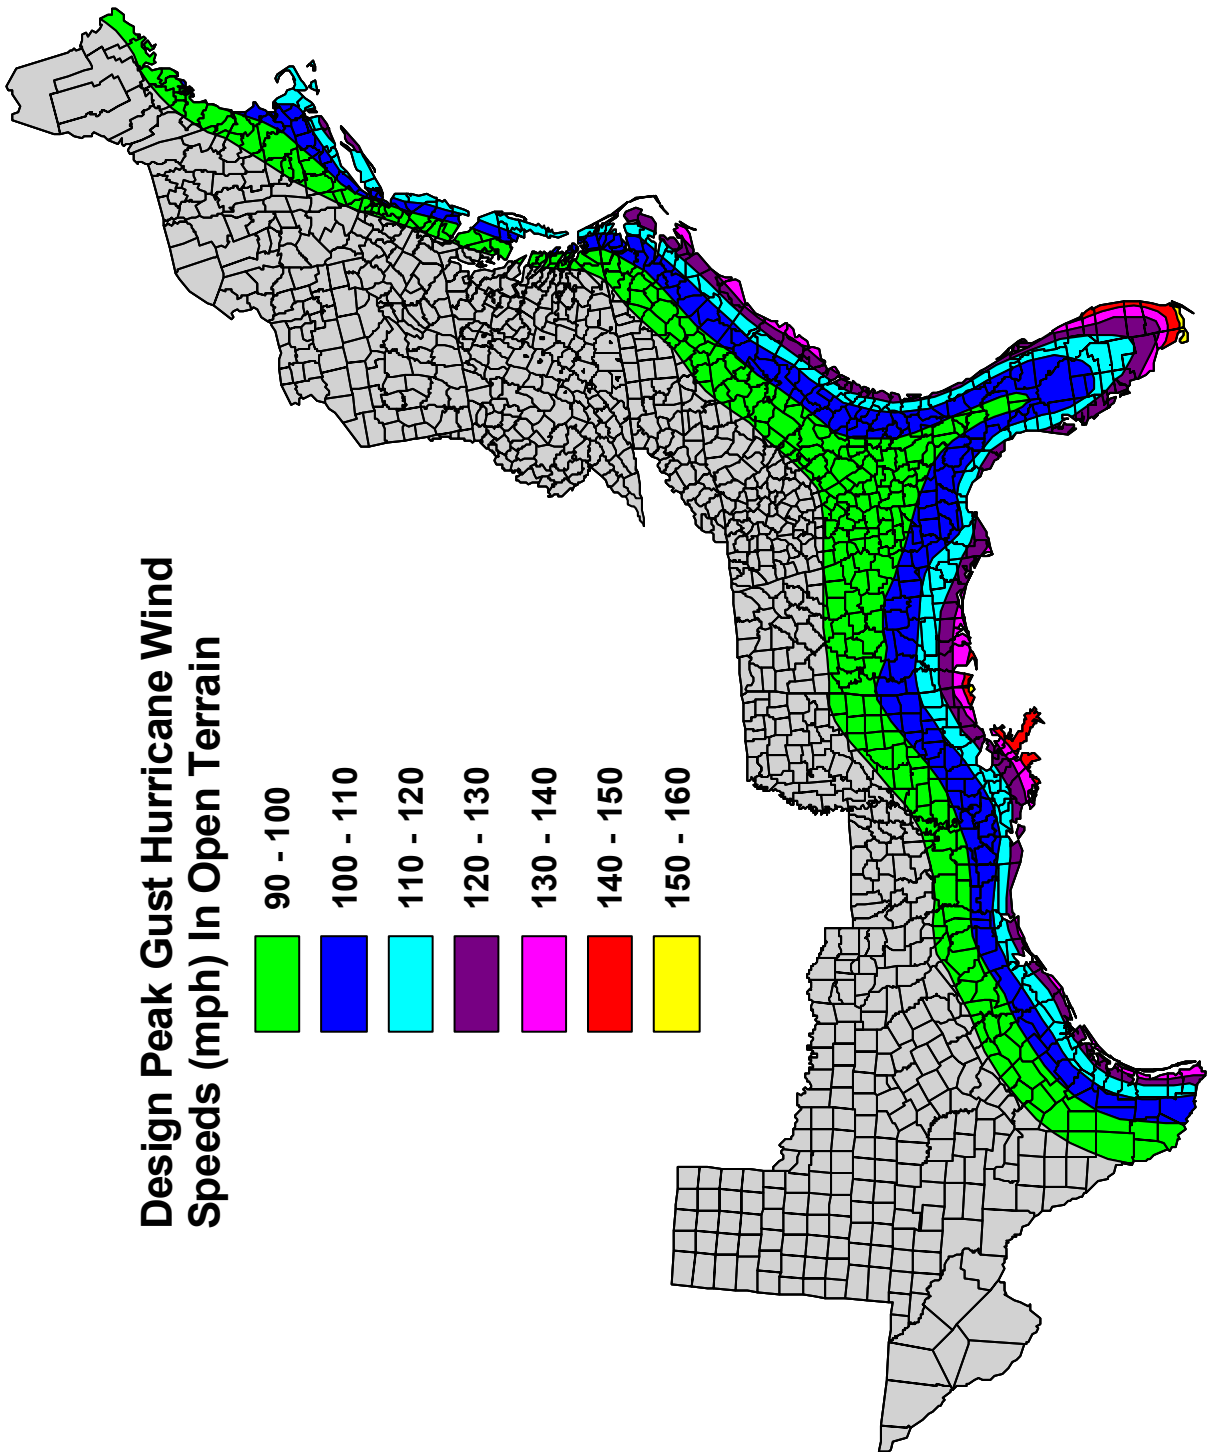 Design Peak Gust Hurricane Wind
Speeds (mph) In Open Terrain
90 - 100
100 - 110
110 - 120
120 - 130
130 - 140
140 - 150
150 - 160